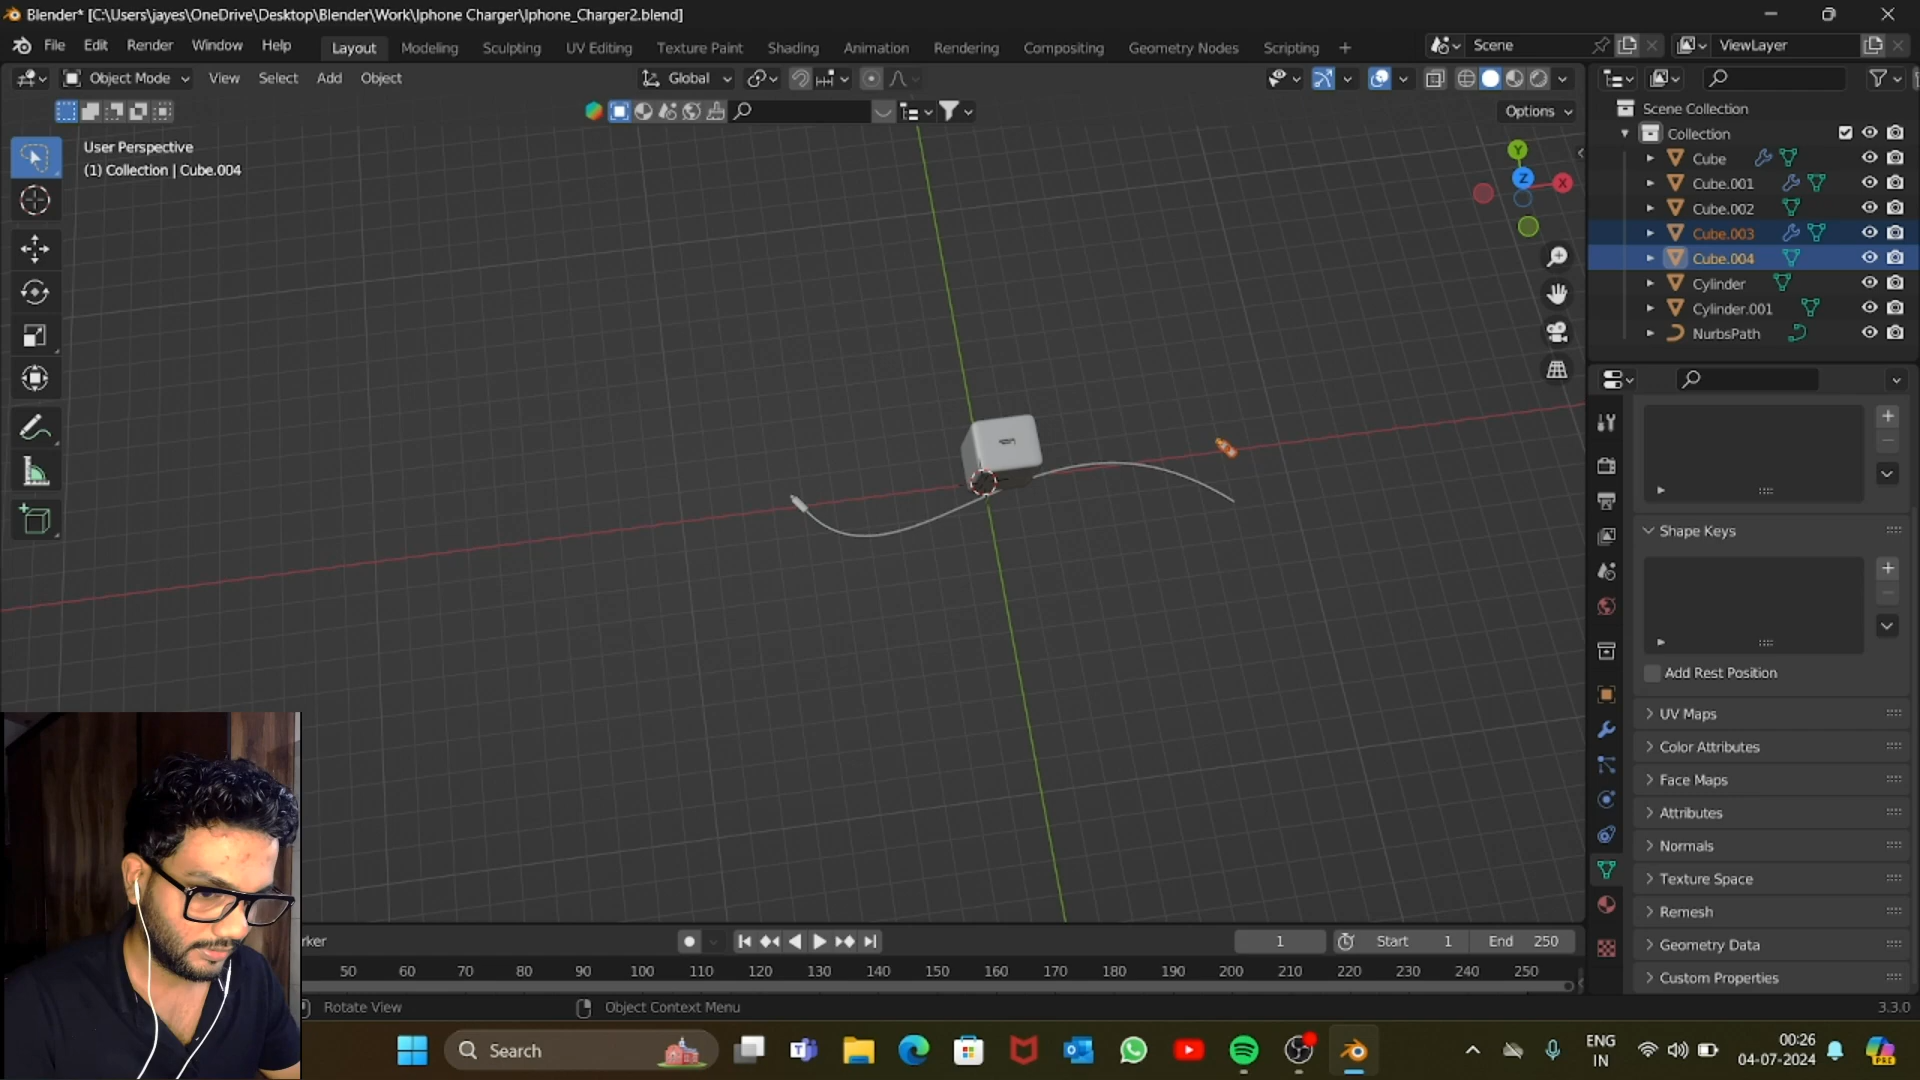 Blender* [C:\Users\jayes\OneDrive\Desktop\Blender\Work\Iphone Charger\Iphone_Charger2.blend]
File Edit Render Window Help Layout Modeling Sculpting UV Editing Texture Paint Shading Animation Rendering Compositing Geometry Nodes Scripting + Scene ViewLayer
Object Mode View Select Add Object Global
Options
User Perspective
(1) Collection | Cube.004
Y
Z
X
Scene Collection
Collection
Cube
Cube.001
Cube.002
Cube.003
Cube.004
Cylinder
Cylinder.001
NurbsPath
Shape Keys
Add Rest Position
UV Maps
Color Attributes
Face Maps
Attributes
Normals
Texture Space
Remesh
Geometry Data
Custom Properties
rker 1 Start 1 End 250
50 60 70 80 90 100 110 120 130 140 150 160 170 180 190 200 210 220 230 240 250
Rotate View Object Context Menu 3.3.0
Search
ENG
IN
00:26
04-07-2024
PRE